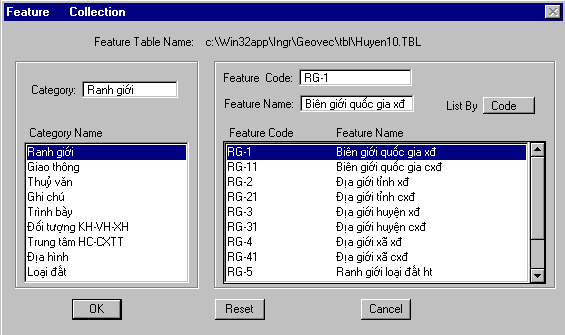 Feature Collection
Feature Table Name: c:\Win32app\Ingr\Geovec\tbl\Huyen10.TBL
Category: Ranh giới
Category Name
Ranh giới
Giao thông
Thuỷ văn
Ghi chú
Trình bày
Đối tượng KH-VH-XH
Trung tâm HC-CXTT
Địa hình
Loại đất
Feature Code: RG-1
Feature Name: Biên giới quốc gia xđ
List By Code
Feature Code Feature Name
RG-1 Biên giới quốc gia xđ
RG-11 Biên giới quốc gia cxđ
RG-2 Địa giới tỉnh xđ
RG-21 Địa giới tỉnh cxđ
RG-3 Địa giới huyện xđ
RG-31 Địa giới huyện cxđ
RG-4 Địa giới xã xđ
RG-41 Địa giới xã cxđ
RG-5 Ranh giới loại đất ht
OK Reset Cancel